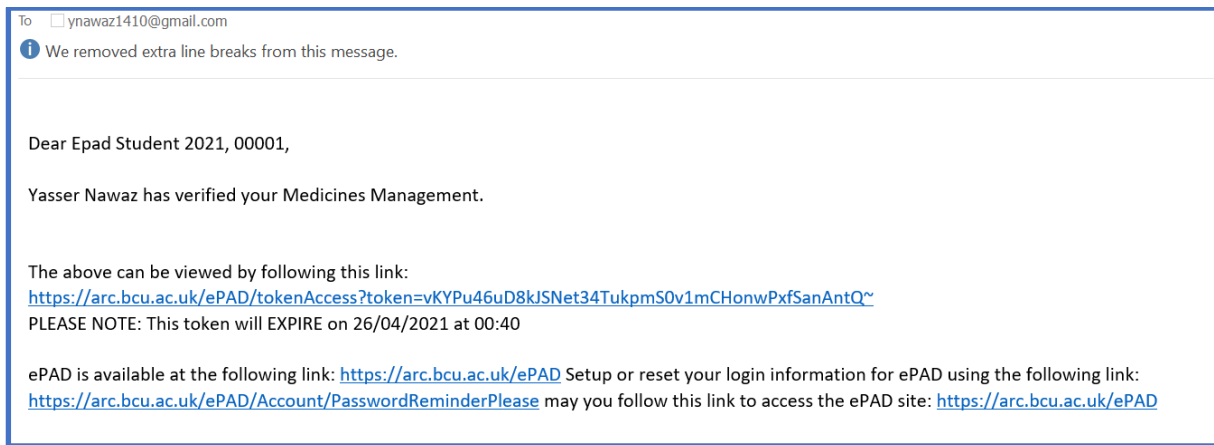 To ynawaz1410@gmail.com
We removed extra line breaks from this message.
Dear Epad Student 2021, 00001,
Yasser Nawaz has verified your Medicines Management.
The above can be viewed by following this link:
https://arc.bcu.ac.uk/ePAD/tokenAccess?token=vKYPu46uD8kJSNet34TukpmS0v1mCHonwPxfSanAntQ~
PLEASE NOTE: This token will EXPIRE on 26/04/2021 at 00:40
ePAD is available at the following link: https://arc.bcu.ac.uk/ePAD Setup or reset your login information for ePAD using the following link:
https://arc.bcu.ac.uk/ePAD/Account/PasswordReminderPlease may you follow this link to access the ePAD site: https://arc.bcu.ac.uk/ePAD